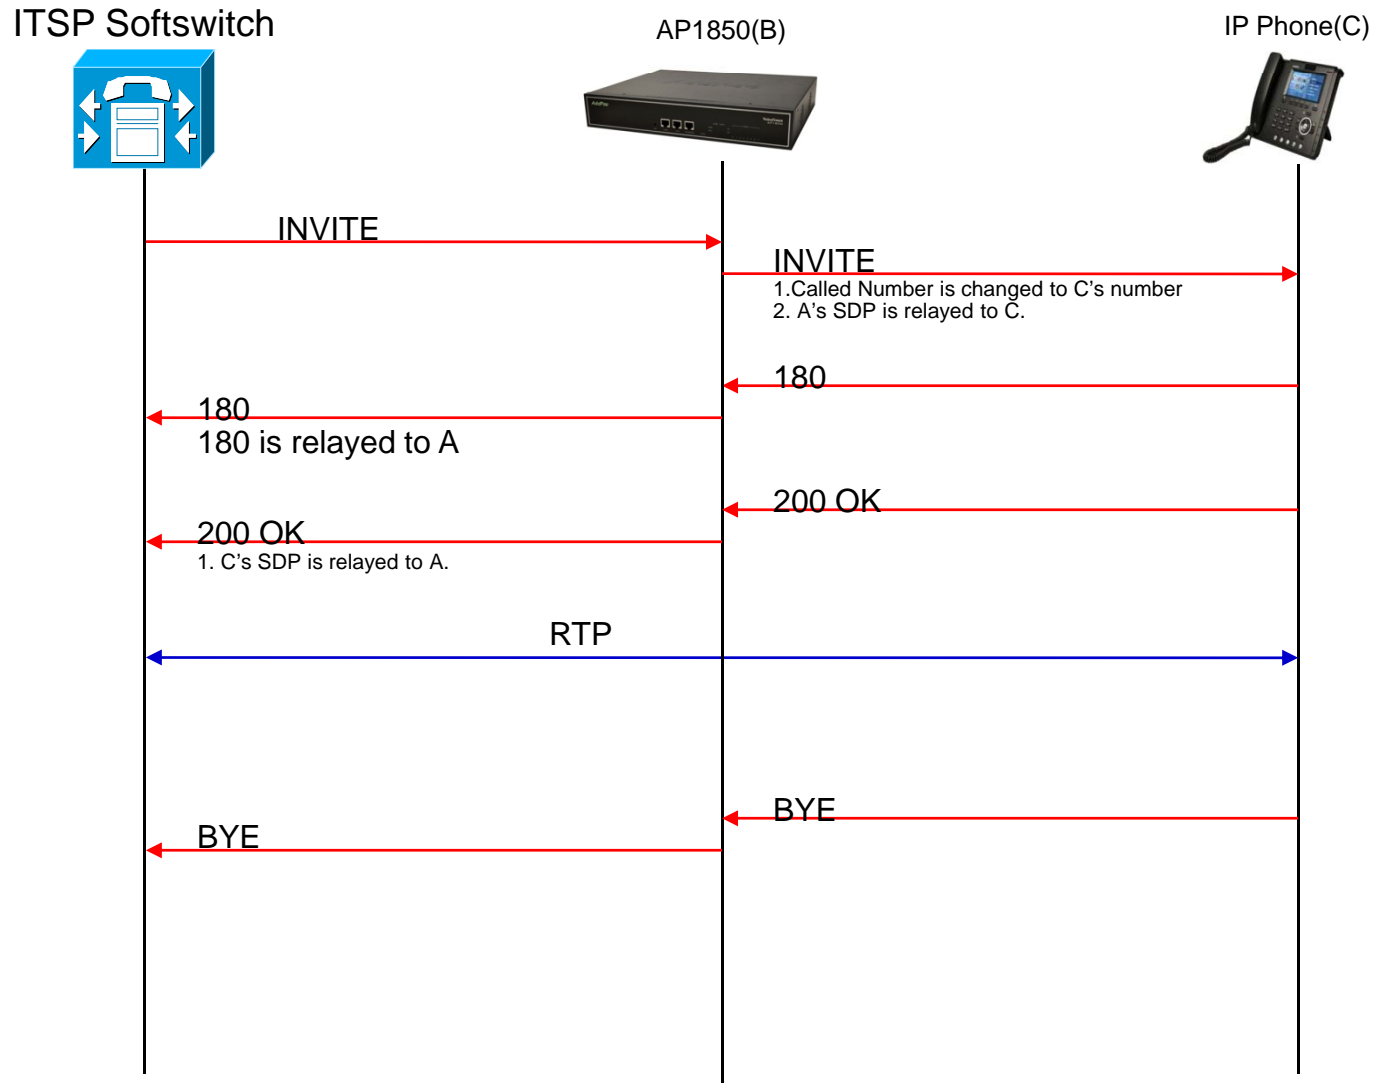 ITSP Softswitch
AP1850(B)
IP Phone(C)
INVITE
INVITE
1.Called Number is changed to C's number
2. A's SDP is relayed to C.
180
180
180 is relayed to A
200 OK
200 OK
1. C's SDP is relayed to A.
RTP
BYE
BYE